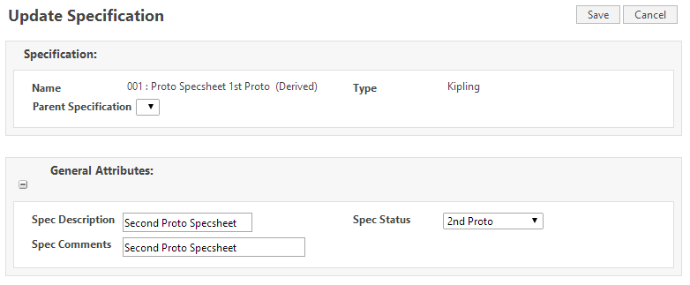 Update Specification Save Cancel
Specification:
Name 001 : Proto Specsheet 1st Proto (Derived) Type Kipling
Parent Specification
General Attributes:
Spec Description Second Proto Specsheet Spec Status 2nd Proto
Spec Comments Second Proto Specsheet